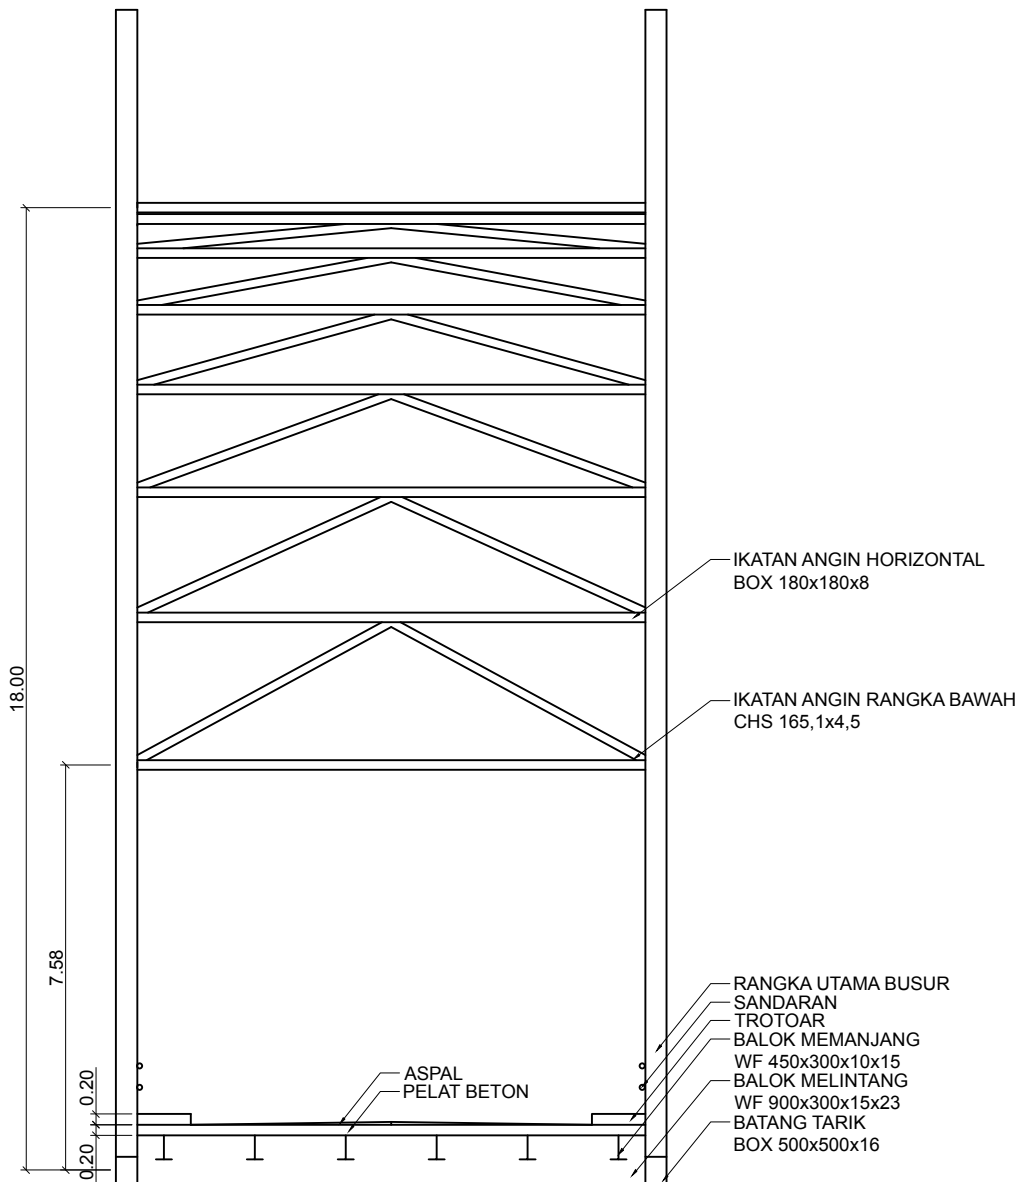 IKATAN ANGIN HORIZONTAL
BOX 180x180x8
18.00
IKATAN ANGIN RANGKA BAWAH
CHS 165,1x4,5
7.58
RANGKA UTAMA BUSUR
SANDARAN
TROTOAR
BALOK MEMANJANG
WF 450x300x10x15
BALOK MELINTANG
WF 900x300x15x23
BATANG TARIK
BOX 500x500x16
ASPAL
PELAT BETON
0.20
0.20